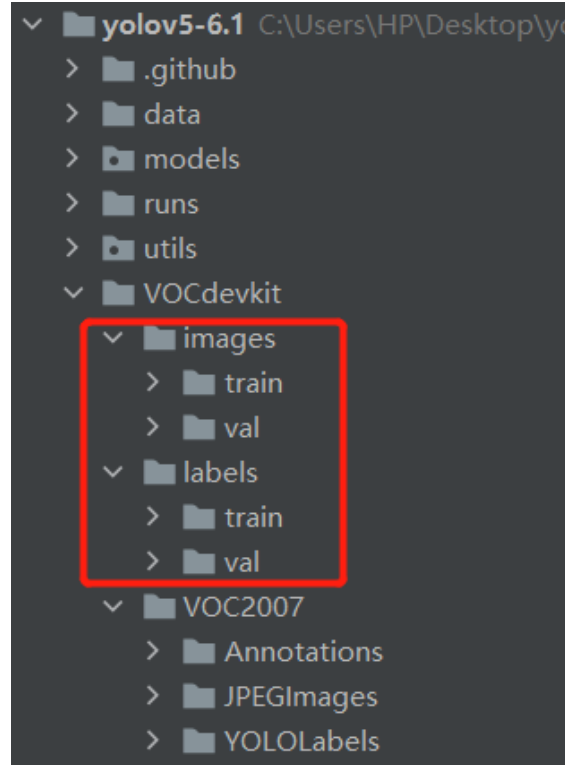 yolov5-6.1 C:\Users\HP\Desktop\yo
.github
data
models
runs
utils
VOCdevkit
images
train
val
labels
train
val
VOC2007
Annotations
JPEGImages
YOLOLabels